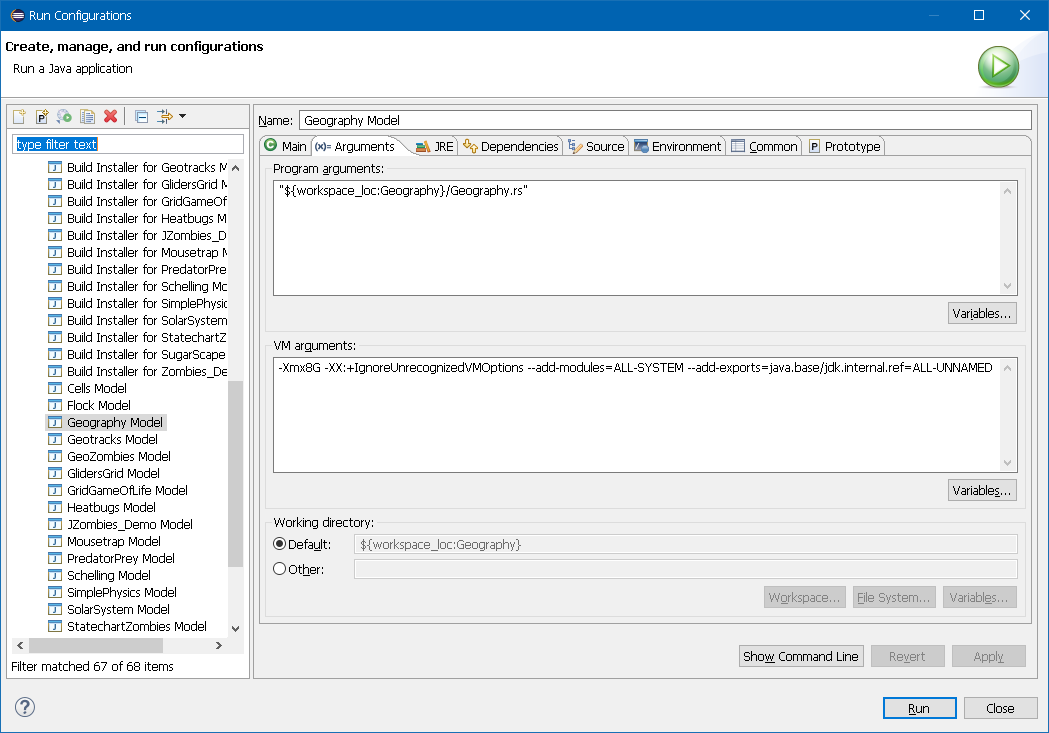 Run Configurations
Create, manage, and run configurations
Run a Java application
type filter text
Build Installer for Geotracks M
Build Installer for GlidersGrid M
Build Installer for GridGameOf
Build Installer for Heatbugs M
Build Installer for JZombies_D
Build Installer for Mousetrap M
Build Installer for PredatorPre
Build Installer for Schelling Mo
Build Installer for SimplePhysic
Build Installer for SolarSystem
Build Installer for StatechartZ
Build Installer for SugarScape
Build Installer for Zombies_De
Cells Model
Flock Model
Geography Model
Geotracks Model
GeoZombies Model
GlidersGrid Model
GridGameOfLife Model
Heatbugs Model
JZombies_Demo Model
Mousetrap Model
PredatorPrey Model
Schelling Model
SimplePhysics Model
SolarSystem Model
StatechartZombies Model
Filter matched 67 of 68 items
Name: Geography Model
Main (x)= Arguments JRE Dependencies Source Environment Common Prototype
Program arguments:
"${workspace_loc:Geography}/Geography.rs"
Variables...
VM arguments:
-Xmx8G -XX:+IgnoreUnrecognizedVMOptions --add-modules=ALL-SYSTEM --add-exports=java.base/jdk.internal.ref=ALL-UNNAMED
Variables...
Working directory:
Default: ${workspace_loc:Geography}
Other:
Workspace... File System... Variables...
Show Command Line Revert Apply
Run Close